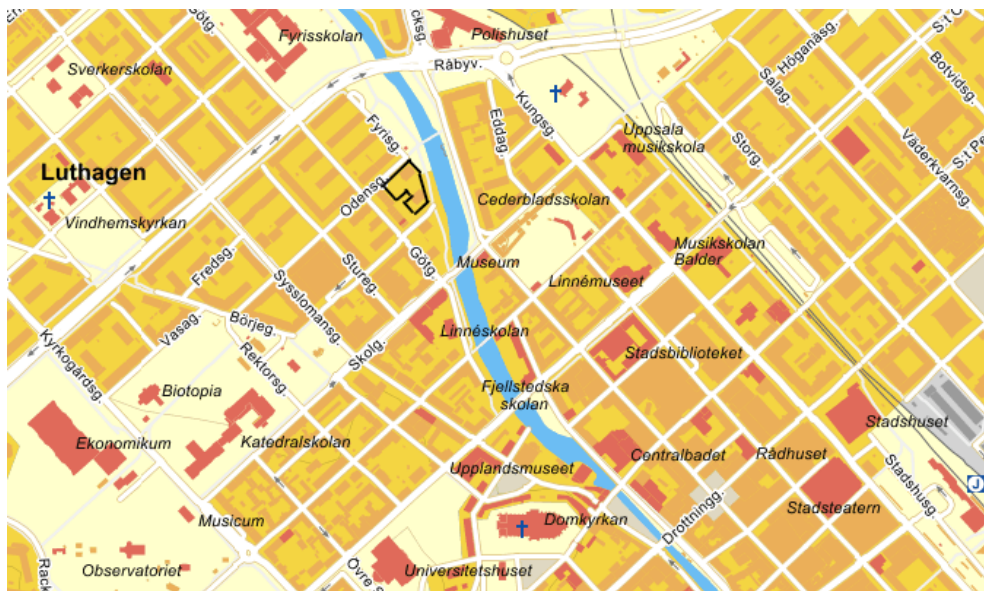 Götg.
Fyrisskolan
Polishuset
Råbyv.
Sverkerskolan
Fyrisg.
Eddag.
Kungsg.
Höganäsg.
Salag.
Botvidsg.
Uppsala
musikskola
Storg.
Väderkvarnsg.
Luthagen
Odensg.
Vindhemskyrkan
Cederbladsskolan
Fredsg.
Stureg.
Götg.
Museum
Musikskolan
Balder
Linnémuseet
Sysslomansg.
Börjeg.
Vasag.
Skolg.
Linnéskolan
Stadsbiblioteket
Kyrkogårdsg.
Rektorsg.
Biotopia
Fjellstedska
skolan
Stadshuset
Ekonomikum
Katedralskolan
Upplandsmuseet
Centralbadet
Rådhuset
Stadshusg.
Musicum
Domkyrkan
Drottningg.
Stadsteatern
J
Observatoriet
Universitetshuset
Övre